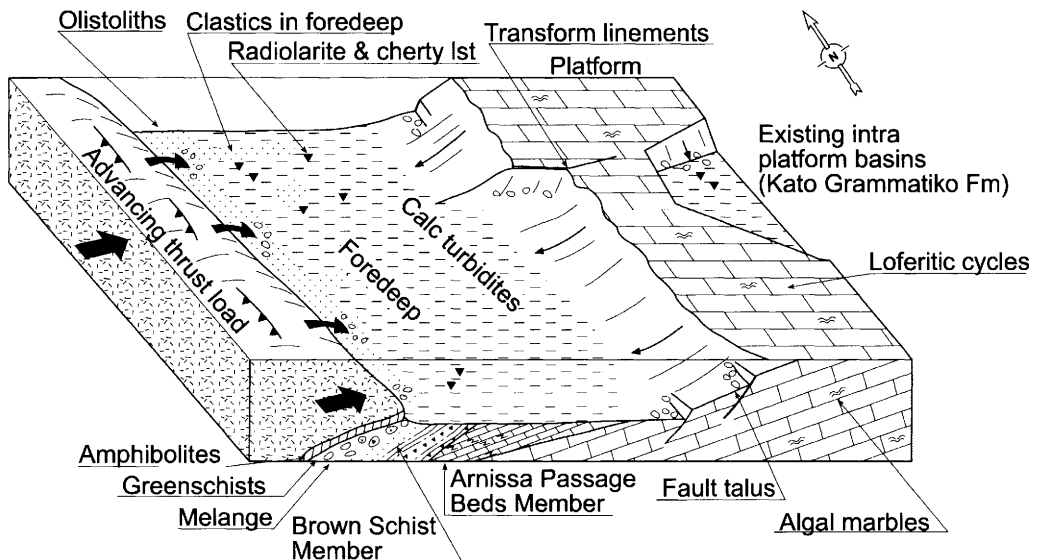 Olistoliths
Clastics in foredeep
Radiolarite & cherty lst
Transform linements
Platform
N
Existing intra
platform basins
(Kato Grammatiko Fm)
Advancing thrust load
Foredeep
Calc turbidites
Loferitic cycles
Amphibolites
Greenschists
Melange
Brown Schist
Member
Arnissa Passage
Beds Member
Fault talus
Algal marbles